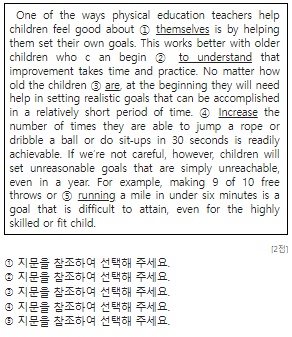 One of the ways physical education teachers help
children feel good about ① themselves is by helping
them set their own goals. This works better with older
children who c an begin ② to understand that
improvement takes time and practice. No matter how
old the children ③ are, at the beginning they will need
help in setting realistic goals that can be accomplished
in a relatively short period of time. ④ Increase the
number of times they are able to jump a rope or
dribble a ball or do sit-ups in 30 seconds is readily
achievable. If we're not careful, however, children will
set unreasonable goals that are simply unreachable,
even in a year. For example, making 9 of 10 free
throws or ⑤ running a mile in under six minutes is a
goal that is difficult to attain, even for the highly
skilled or fit child.
[2점]
① 지문을 참조하여 선택해 주세요.
② 지문을 참조하여 선택해 주세요.
③ 지문을 참조하여 선택해 주세요.
④ 지문을 참조하여 선택해 주세요.
⑤ 지문을 참조하여 선택해 주세요.